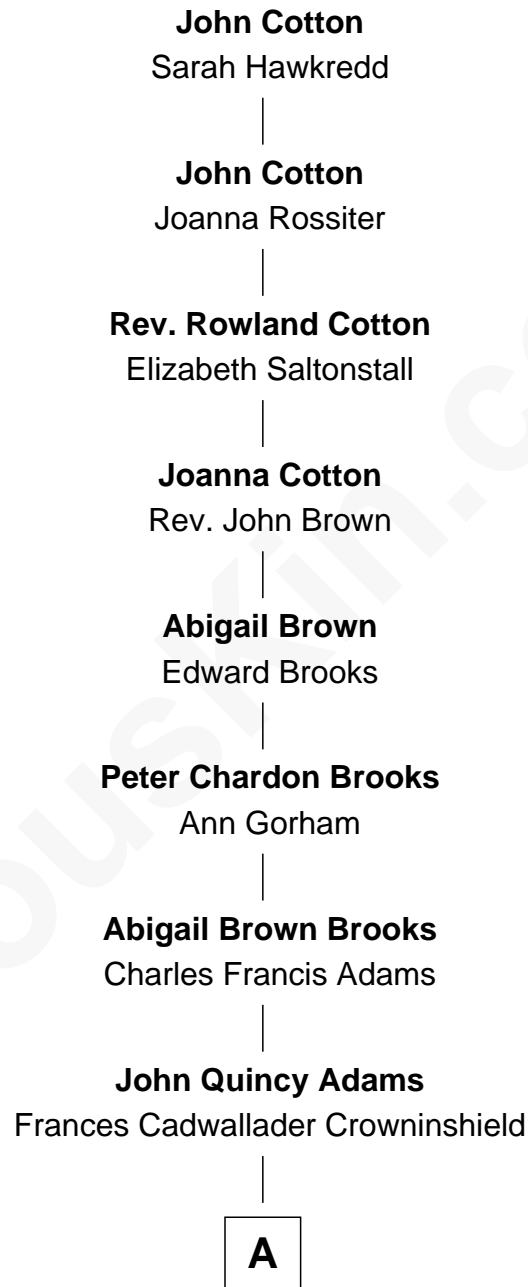 John Cotton
Sarah Hawkredd
John Cotton
Joanna Rossiter
Rev. Rowland Cotton
Elizabeth Saltonstall
Joanna Cotton
Rev. John Brown
Abigail Brown
Edward Brooks
Peter Chardon Brooks
Ann Gorham
Abigail Brown Brooks
Charles Francis Adams
John Quincy Adams
Frances Cadwallader Crowninshield
A